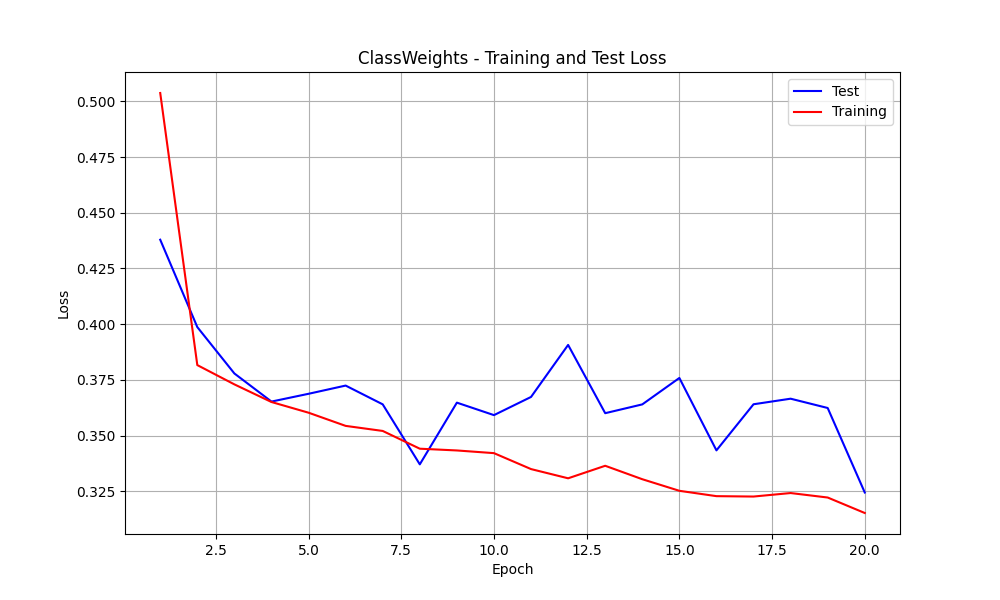 ClassWeights - Training and Test Loss
Test
Training
0.500
0.475
0.450
0.425
0.400
0.375
0.350
0.325
Loss
2.5 5.0 7.5 10.0 12.5 15.0 17.5 20.0
Epoch